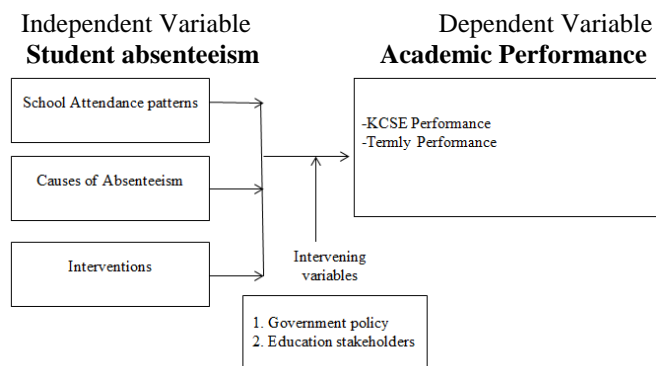 Independent Variable
Student absenteeism
Dependent Variable
Academic Performance
School Attendance patterns
Causes of Absenteeism
Interventions
-KCSE Performance
-Termly Performance
Intervening
variables
1. Government policy
2. Education stakeholders